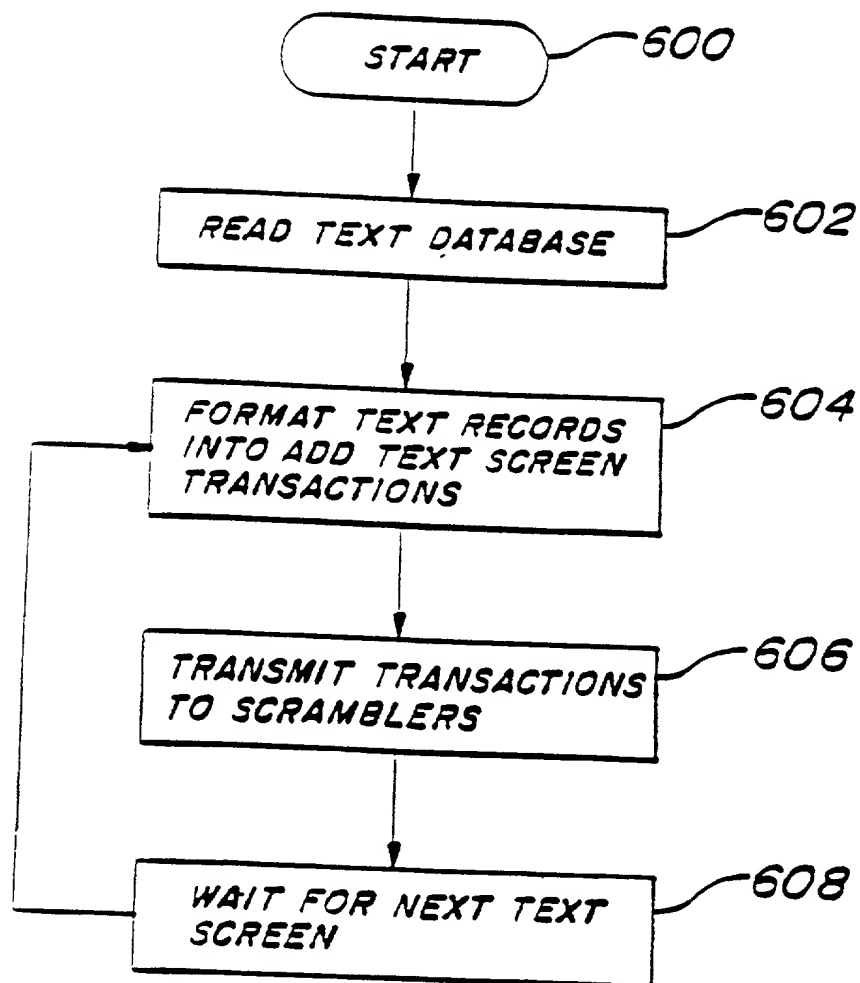 START
600
READ TEXT DATABASE
602
FORMAT TEXT RECORDS
INTO ADD TEXT SCREEN
TRANSACTIONS
604
TRANSMIT TRANSACTIONS
TO SCRAMBLERS
606
WAIT FOR NEXT TEXT
SCREEN
608